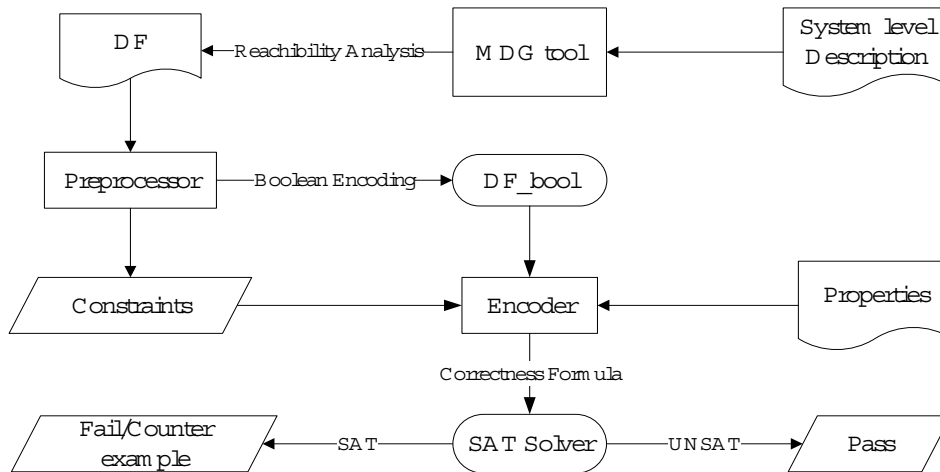 DF
Reachibility Analysis
MDG tool
System level
Description
Preprocessor
Boolean Encoding
DF_bool
Constraints
Encoder
Properties
Correctness Formula
Fail/Counter
example
SAT
SAT Solver
UNSAT
Pass